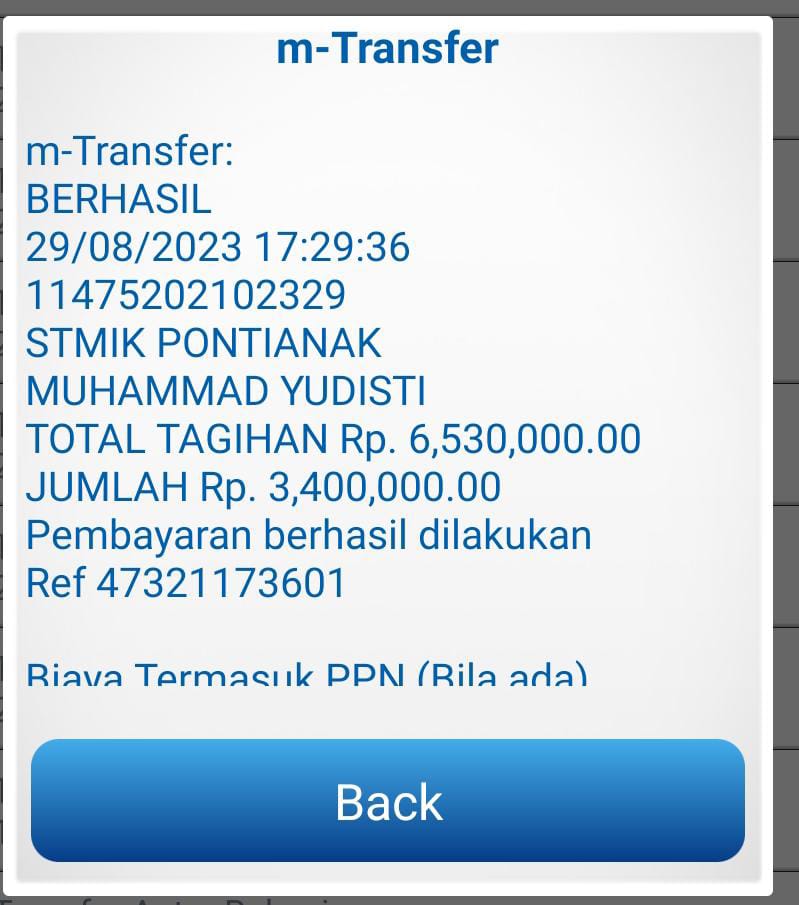 m-Transfer
m-Transfer:
BERHASIL
29/08/2023 17:29:36
11475202102329
STMIK PONTIANAK
MUHAMMAD YUDISTI
TOTAL TAGIHAN Rp. 6,530,000.00
JUMLAH Rp. 3,400,000.00
Pembayaran berhasil dilakukan
Ref 47321173601
Biaya Termasuk PPN (Bila ada)
Back